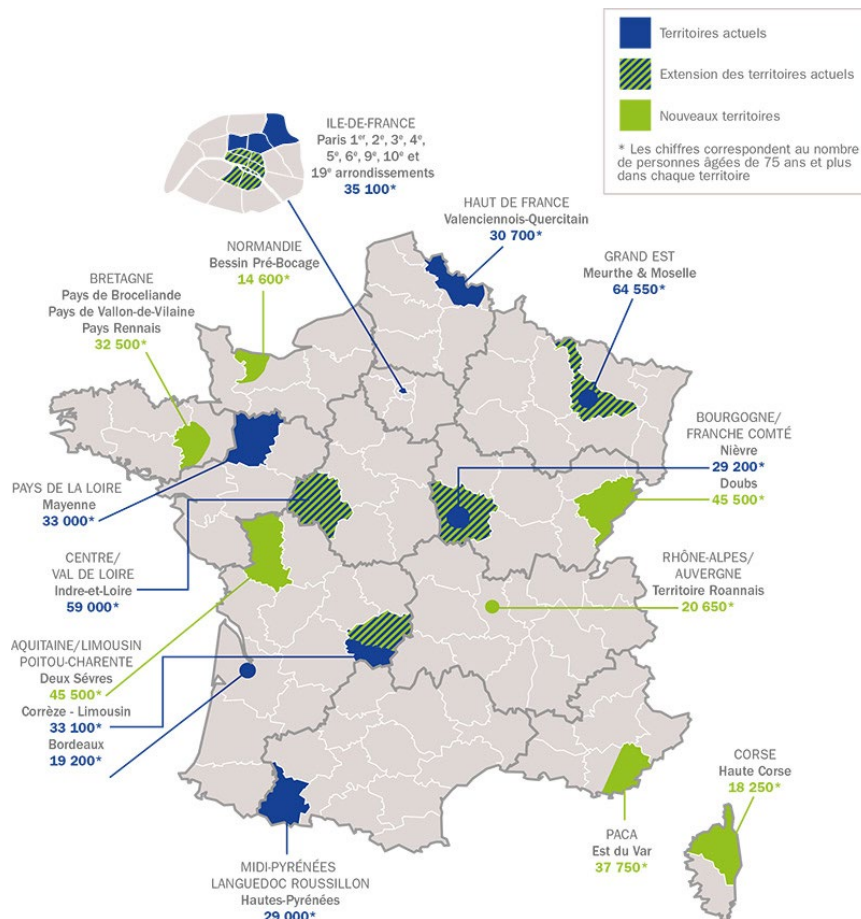 Territoires actuels
Extension des territoires actuels
Nouveaux territoires
* Les chiffres correspondent au nombre
de personnes âgées de 75 ans et plus
dans chaque territoire
ILE-DE-FRANCE
Paris 1er, 2e, 3e, 4e,
5e, 6e, 9e, 10e et
19e arrondissements
35 100*
HAUT DE FRANCE
Valenciennois-Quercitain
30 700*
GRAND EST
Meurthe & Moselle
64 550*
NORMANDIE
Bessin Pré-Bocage
14 600*
BRETAGNE
Pays de Broceliande
Pays de Vallon-de-Vilaine
Pays Rennais
32 500*
BOURGOGNE/
FRANCHE COMTÉ
Nièvre
29 200*
Doubs
45 500*
PAYS DE LA LOIRE
Mayenne
33 000*
CENTRE/
VAL DE LOIRE
Indre-et-Loire
59 000*
RHÔNE-ALPES/
AUVERGNE
Territoire Roannais
20 650*
AQUITAINE/LIMOUSIN
POITOU-CHARENTE
Deux Sévres
45 500*
Corrèze - Limousin
33 100*
Bordeaux
19 200*
CORSE
Haute Corse
18 250*
PACA
Est du Var
37 750*
MIDI-PYRÉNÉES
LANGUEDOC ROUSSILLON
Hautes-Pyrénées
29 000*